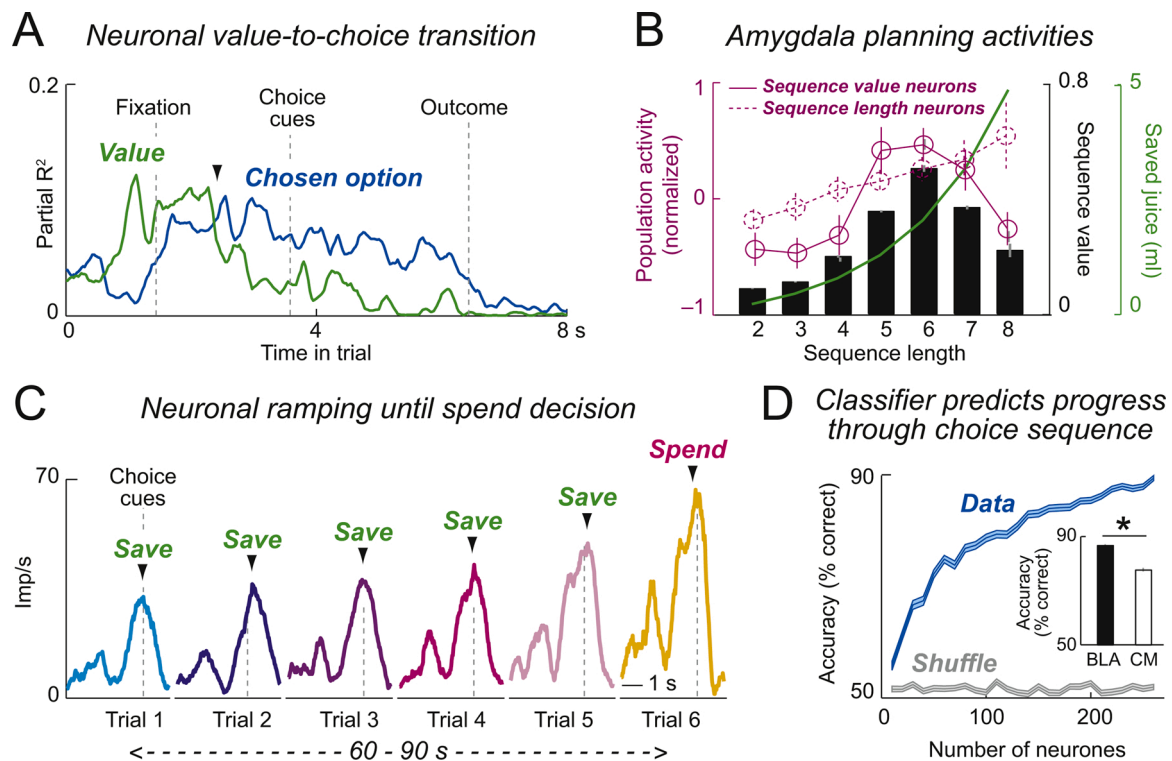 A
Neuronal value-to-choice transition
0.2
Fixation
Choice
cues
Outcome
Value
Chosen option
Partial R²
0
0
4
8 s
Time in trial
B
Amygdala planning activities
1
Sequence value neurons
Sequence length neurons
0.8
5
Population activity
(normalized)
0
Sequence value
Saved juice (ml)
−1
0
0
2
3
4
5
6
7
8
Sequence length
C
Neuronal ramping until spend decision
70
Choice
cues
Save
Save
Save
Save
Save
Spend
Imp/s
0
1 s
Trial 1
Trial 2
Trial 3
Trial 4
Trial 5
Trial 6
60 - 90 s
D
Classifier predicts progress
through choice sequence
90
Data
Accuracy (% correct)
90
*
Accuracy
(% correct)
50
BLA
CM
Shuffle
50
0
100
200
Number of neurones